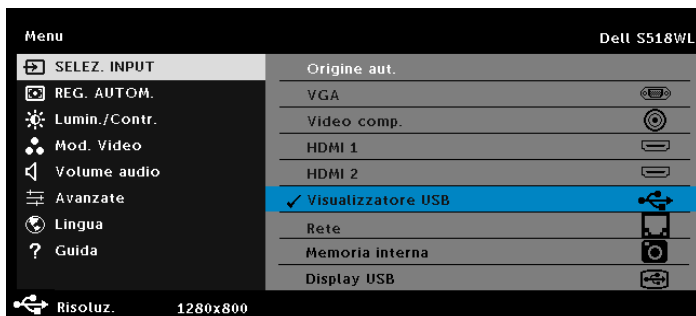 Menu Dell S518WL
SELEZ. INPUT
REG. AUTOM.
Lumin./Contr.
Mod. Video
Volume audio
Avanzate
Lingua
? Guida
Origine aut.
VGA
Video comp.
HDMI 1
HDMI 2
✓ Visualizzatore USB
Rete
Memoria interna
Display USB
Risoluz. 1280x800